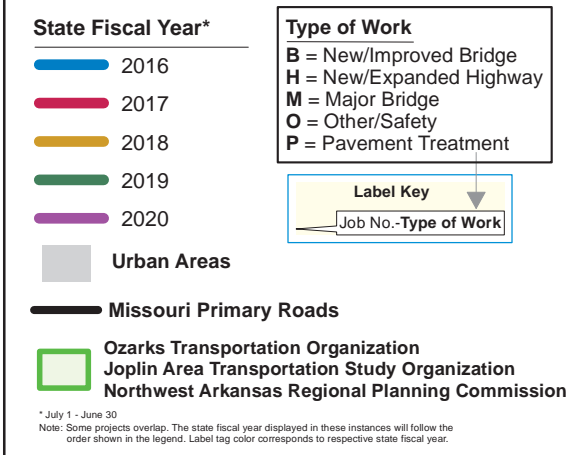 State Fiscal Year*
2016
2017
2018
2019
2020
Urban Areas
Missouri Primary Roads
Ozarks Transportation Organization
Joplin Area Transportation Study Organization
Northwest Arkansas Regional Planning Commission
* July 1 - June 30
Note: Some projects overlap. The state fiscal year displayed in these instances will follow the
order shown in the legend. Label tag color corresponds to respective state fiscal year.
Type of Work
B = New/Improved Bridge
H = New/Expanded Highway
M = Major Bridge
O = Other/Safety
P = Pavement Treatment
Label Key
Job No.-Type of Work